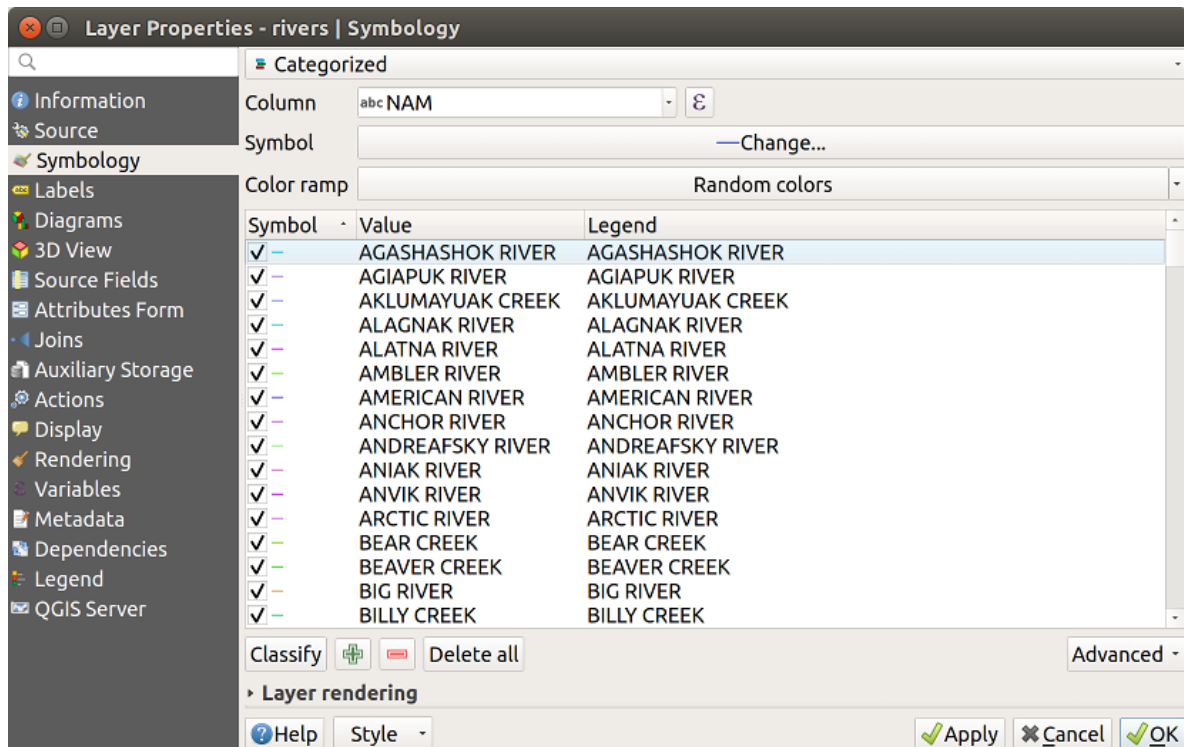 Layer Properties - rivers | Symbology
Information
Source
Symbology
Labels
Diagrams
3D View
Source Fields
Attributes Form
Joins
Auxiliary Storage
Actions
Display
Rendering
Variables
Metadata
Dependencies
Legend
QGIS Server
Categorized
Column abc NAM ε
Symbol Change...
Color ramp Random colors
Symbol Value Legend
AGASHASHOK RIVER AGASHASHOK RIVER
AGIAPUK RIVER AGIAPUK RIVER
AKLUMAYUAK CREEK AKLUMAYUAK CREEK
ALAGNAK RIVER ALAGNAK RIVER
ALATNA RIVER ALATNA RIVER
AMBLER RIVER AMBLER RIVER
AMERICAN RIVER AMERICAN RIVER
ANCHOR RIVER ANCHOR RIVER
ANDREAFSKY RIVER ANDREAFSKY RIVER
ANIAK RIVER ANIAK RIVER
ANVIK RIVER ANVIK RIVER
ARCTIC RIVER ARCTIC RIVER
BEAR CREEK BEAR CREEK
BEAVER CREEK BEAVER CREEK
BIG RIVER BIG RIVER
BILLY CREEK BILLY CREEK
Classify Delete all Advanced
Layer rendering
Help Style Apply Cancel OK